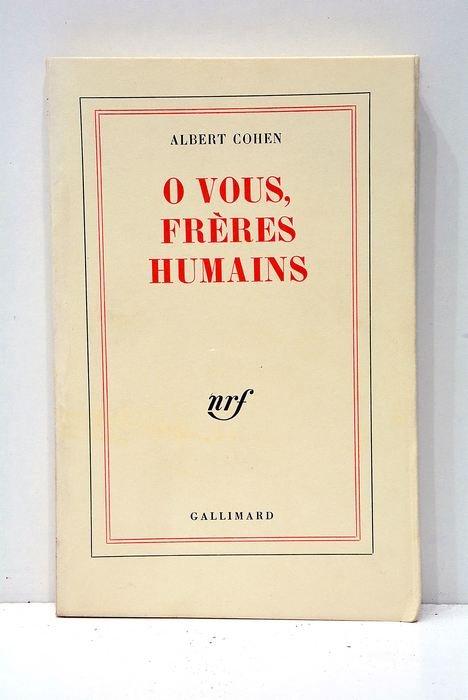 ALBERT COHEN
O VOUS,
FRÈRES
HUMAINS
nrf
GALLIMARD